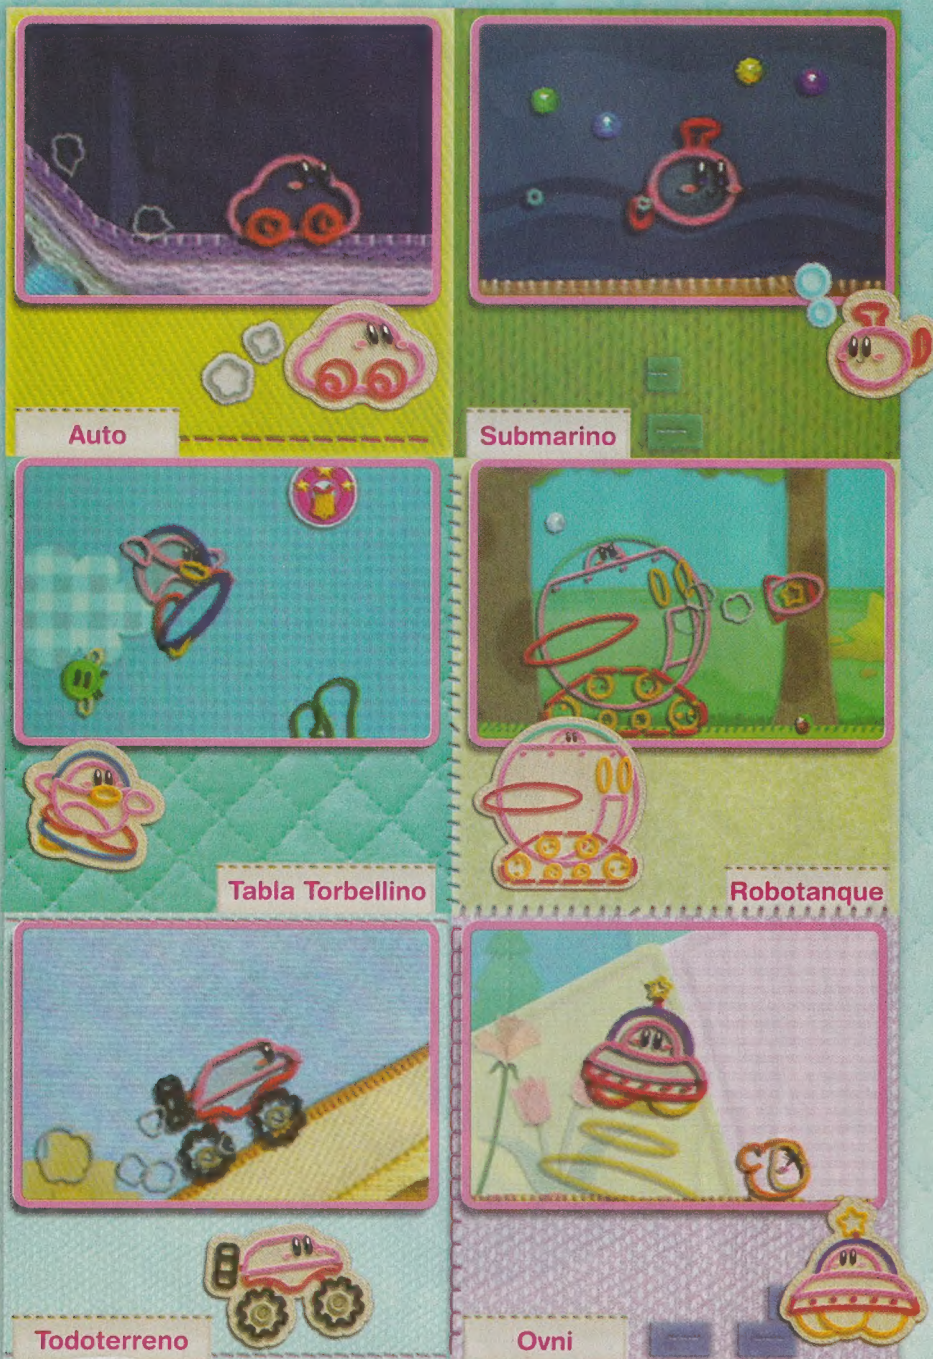 Auto
Submarino
Tabla Torbellino
Robotanque
Todoterreno
Ovni